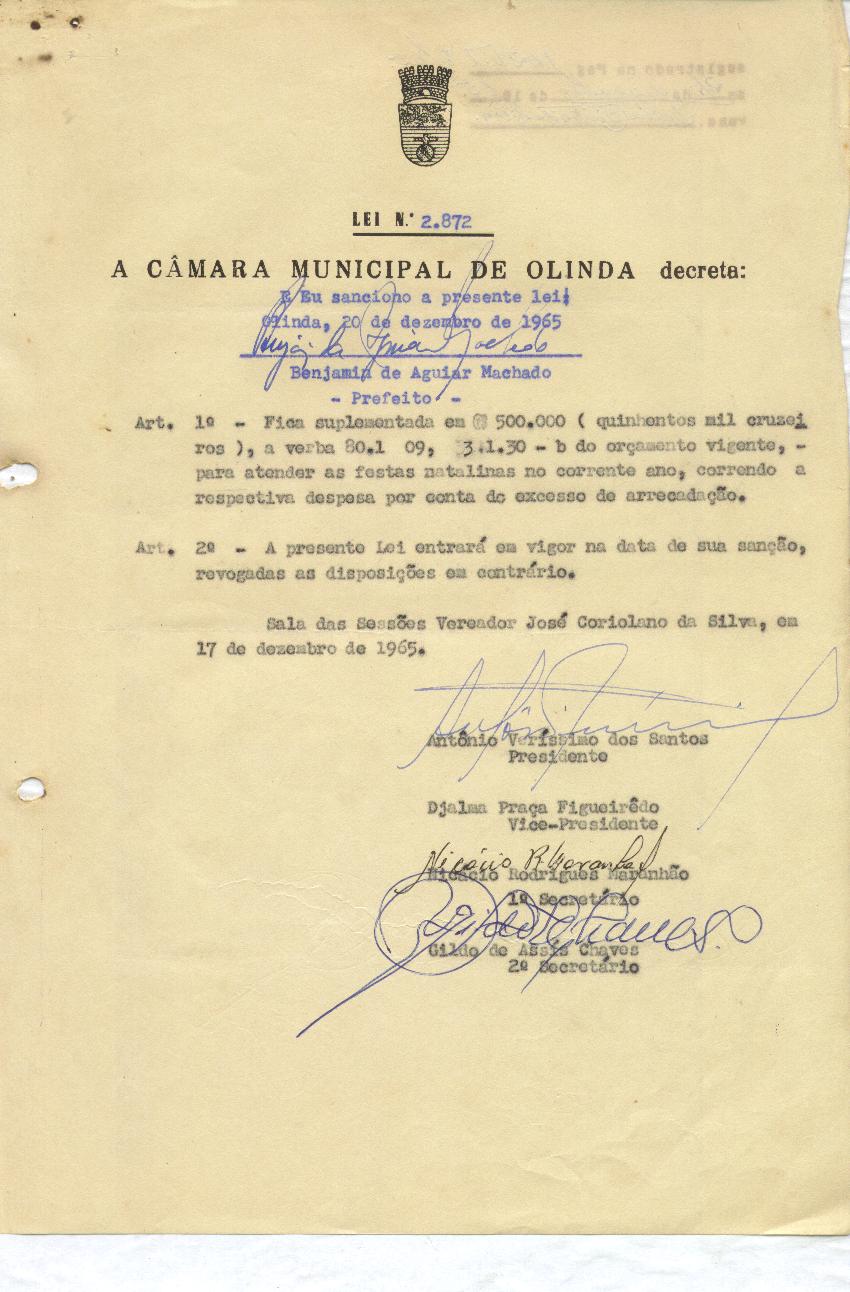 LEI N.º 2.872
A CÂMARA MUNICIPAL DE OLINDA decreta:
E Eu sanciono a presente lei:
Olinda, 20 de dezembro de 1965
Benjamin de Aguiar Machado
- Prefeito -
Art. 1º - Fica suplementada em 500.000 ( quinhentos mil cruzei
ros ), a verba 80.1 09, 3.1.30 - b do orçamento vigente, -
para atender as festas natalinas no corrente ano, correndo a
respectiva despesa por conta do excesso de arrecadação.
Art. 2º - A presente Lei entrará em vigor na data de sua sanção,
revogadas as disposições em contrário.
Sala das Sessões Vereador José Coriolano da Silva, em
17 de dezembro de 1965.
Antônio Veríssimo dos Santos
Presidente
Djalma Praça Figueirêdo
Vice-Presidente
Nicácio R. Maranhão
Nicácio Rodrigues Maranhão
1º Secretário
Gildo de Assis Chaves
2º Secretário